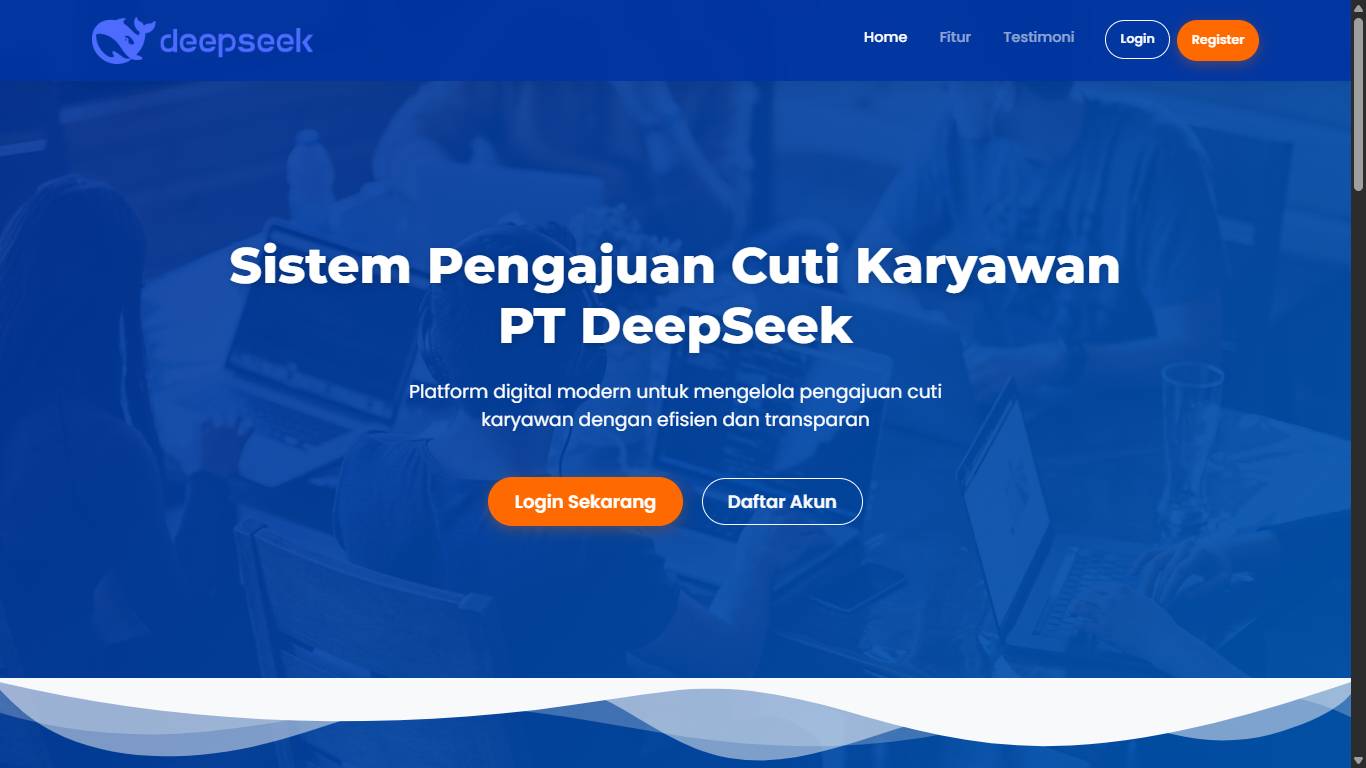 deepseek
Home
Fitur
Testimoni
Login
Register
Sistem Pengajuan Cuti Karyawan
PT DeepSeek
Platform digital modern untuk mengelola pengajuan cuti
karyawan dengan efisien dan transparan
Login Sekarang
Daftar Akun